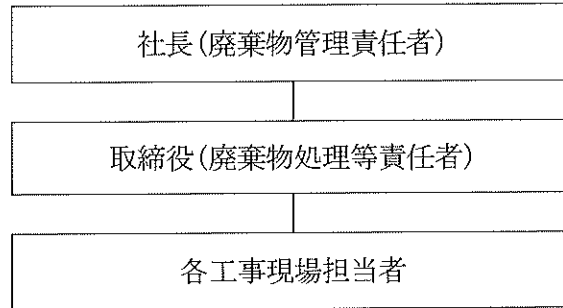 社長(廃棄物管理責任者)
取締役(廃棄物処理等責任者)
各工事現場担当者